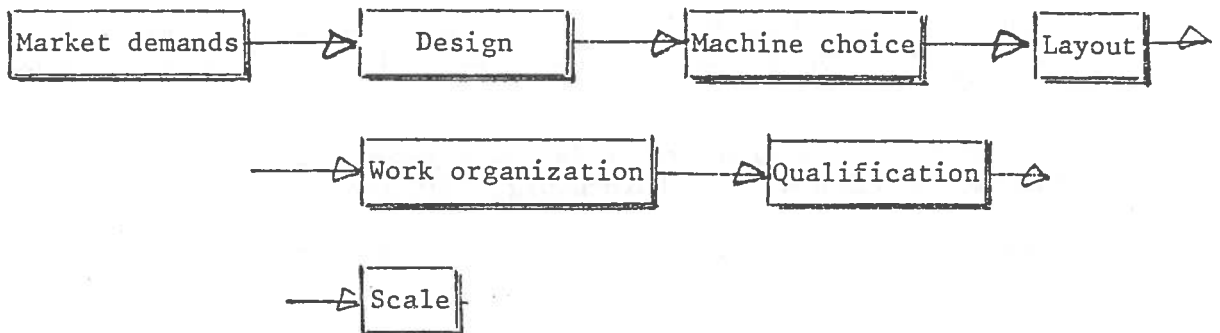 Market demands Design Machine choice Layout
Work organization Qualification
Scale